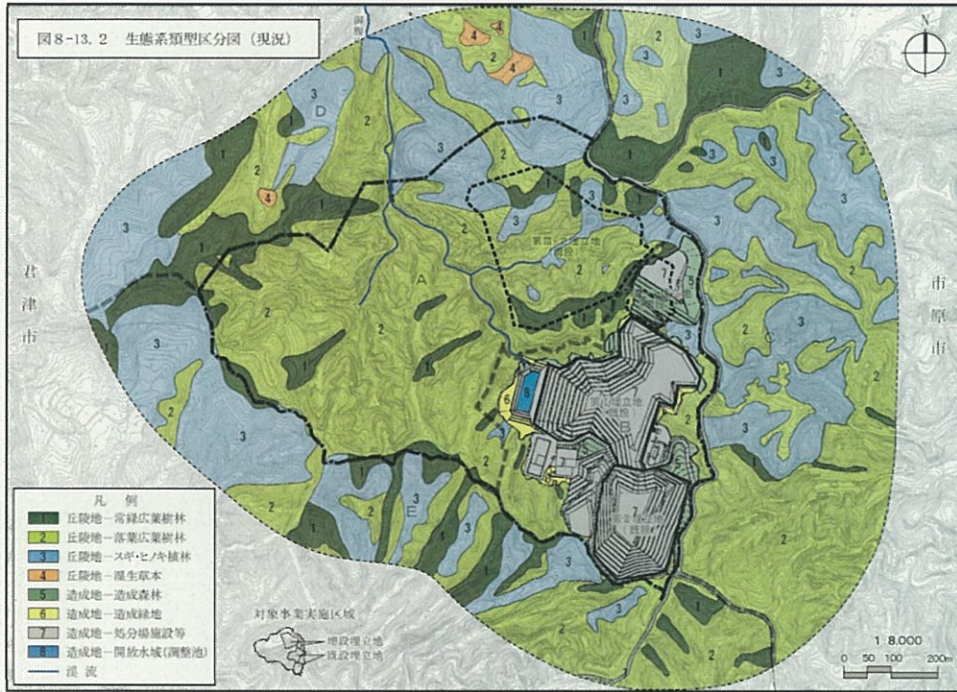 図8-13.2 生態系類型区分図(現況)
N
君津市
市原市
A
B
C
D
E
凡例
1 丘陵地-常緑広葉樹林
2 丘陵地-落葉広葉樹林
3 丘陵地-スギ・ヒノキ植林
4 丘陵地-湿生草本
5 造成地-造成森林
6 造成地-造成緑地
7 造成地-処分場施設等
8 造成地-開放水域(調整池)
渓流
対象事業実施区域
増設埋立地
既設埋立地
1:8,000
0 50 100 200m